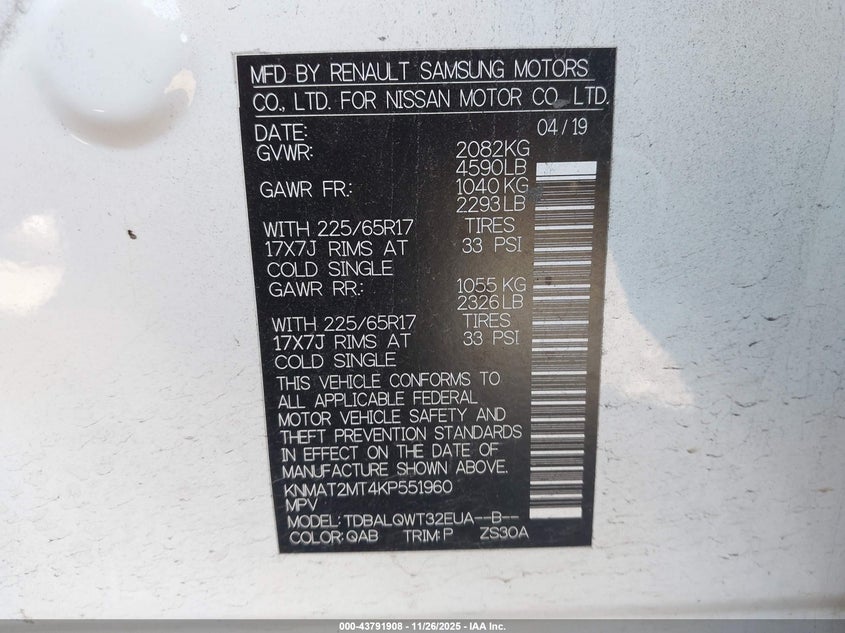 MFD BY RENAULT SAMSUNG MOTORS
CO., LTD. FOR NISSAN MOTOR CO., LTD.
DATE: 04/19
GVWR: 2082KG
4590LB
GAWR FR: 1040KG
2293LB
WITH 225/65R17 TIRES
17X7J RIMS AT 33 PSI
COLD SINGLE
GAWR RR: 1055 KG
2326LB
WITH 225/65R17 TIRES
17X7J RIMS AT 33 PSI
COLD SINGLE
THIS VEHICLE CONFORMS TO
ALL APPLICABLE FEDERAL
MOTOR VEHICLE SAFETY AND
THEFT PREVENTION STANDARDS
IN EFFECT ON THE DATE OF
MANUFACTURE SHOWN ABOVE.
KNMAT2MT4KP551960
MPV
MODEL: TDBALQWT32EUA--B--
COLOR: QAB TRIM: P ZS30A
000-43791908 - 11/26/2025 - IAA Inc.